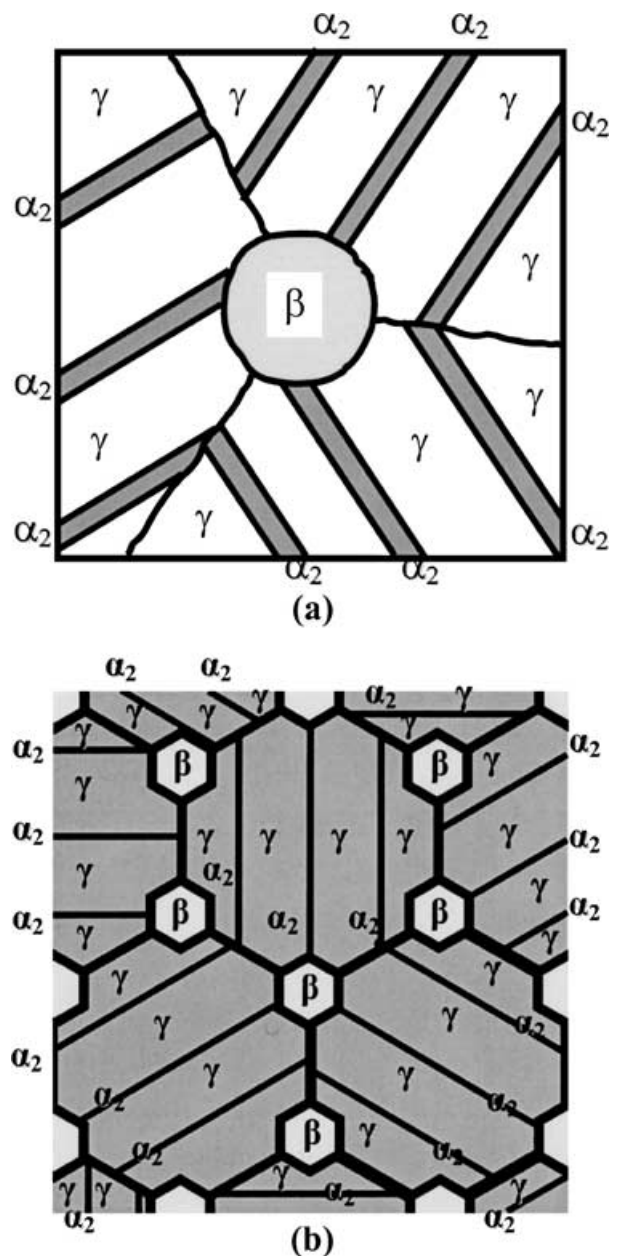 α₂ α₂
γ γ γ γ
α₂
α₂
γ
β
α₂
γ γ γ
γ
α₂ α₂
α₂ α₂
(a)
α₂ α₂
γ α₂ γ
γ γ γ γ
α₂ β β γ α₂
γ
α₂ γ γ γ γ γ α₂
γ α₂
α₂ β α₂ α₂ β γ α₂
γ γ
γ γ
β
γ γ α₂
α₂ γ γ
α₂ α₂
α₂ β γ α₂
γ γ γ α₂ γ
α₂ α₂
(b)